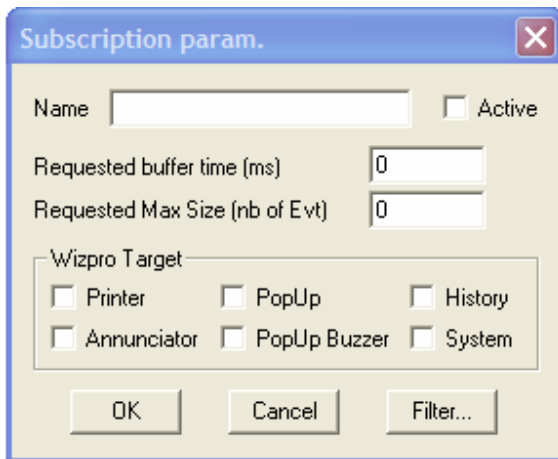 Subscription param.
Name Active
Requested buffer time (ms) 0
Requested Max Size (nb of Evt) 0
Wizpro Target
Printer PopUp History
Annunciator PopUp Buzzer System
OK Cancel Filter...